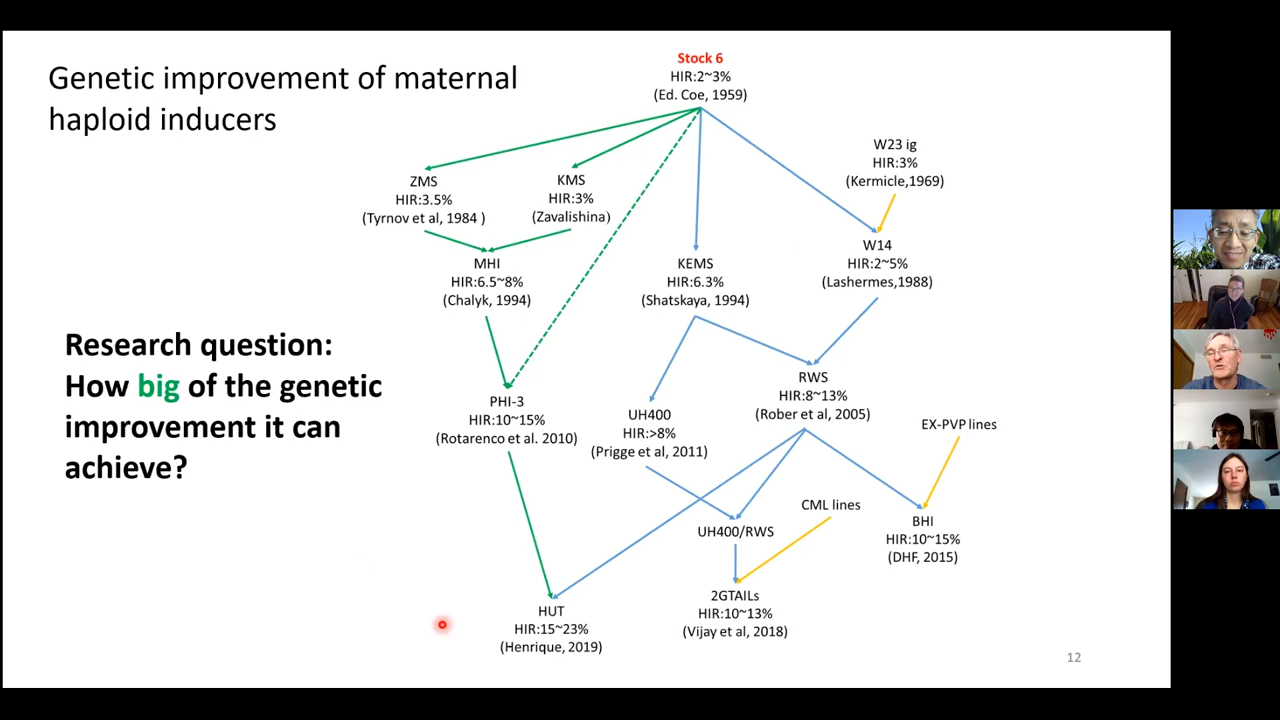 Genetic improvement of maternal
haploid inducers
Stock 6
HIR:2~3%
(Ed. Coe, 1959)
W23 ig
HIR:3%
(Kermicle,1969)
ZMS
HIR:3.5%
(Tyrnov et al, 1984 )
KMS
HIR:3%
(Zavalishina)
W14
HIR:2~5%
(Lashermes,1988)
MHI
HIR:6.5~8%
(Chalyk, 1994)
KEMS
HIR:6.3%
(Shatskaya, 1994)
Research question:
How big of the genetic
improvement it can
achieve?
PHI-3
HIR:10~15%
(Rotarenco et al. 2010)
UH400
HIR:>8%
(Prigge et al, 2011)
RWS
HIR:8~13%
(Rober et al, 2005)
EX-PVP lines
CML lines
UH400/RWS
BHI
HIR:10~15%
(DHF, 2015)
HUT
HIR:15~23%
(Henrique, 2019)
2GTAILs
HIR:10~13%
(Vijay et al, 2018)
12